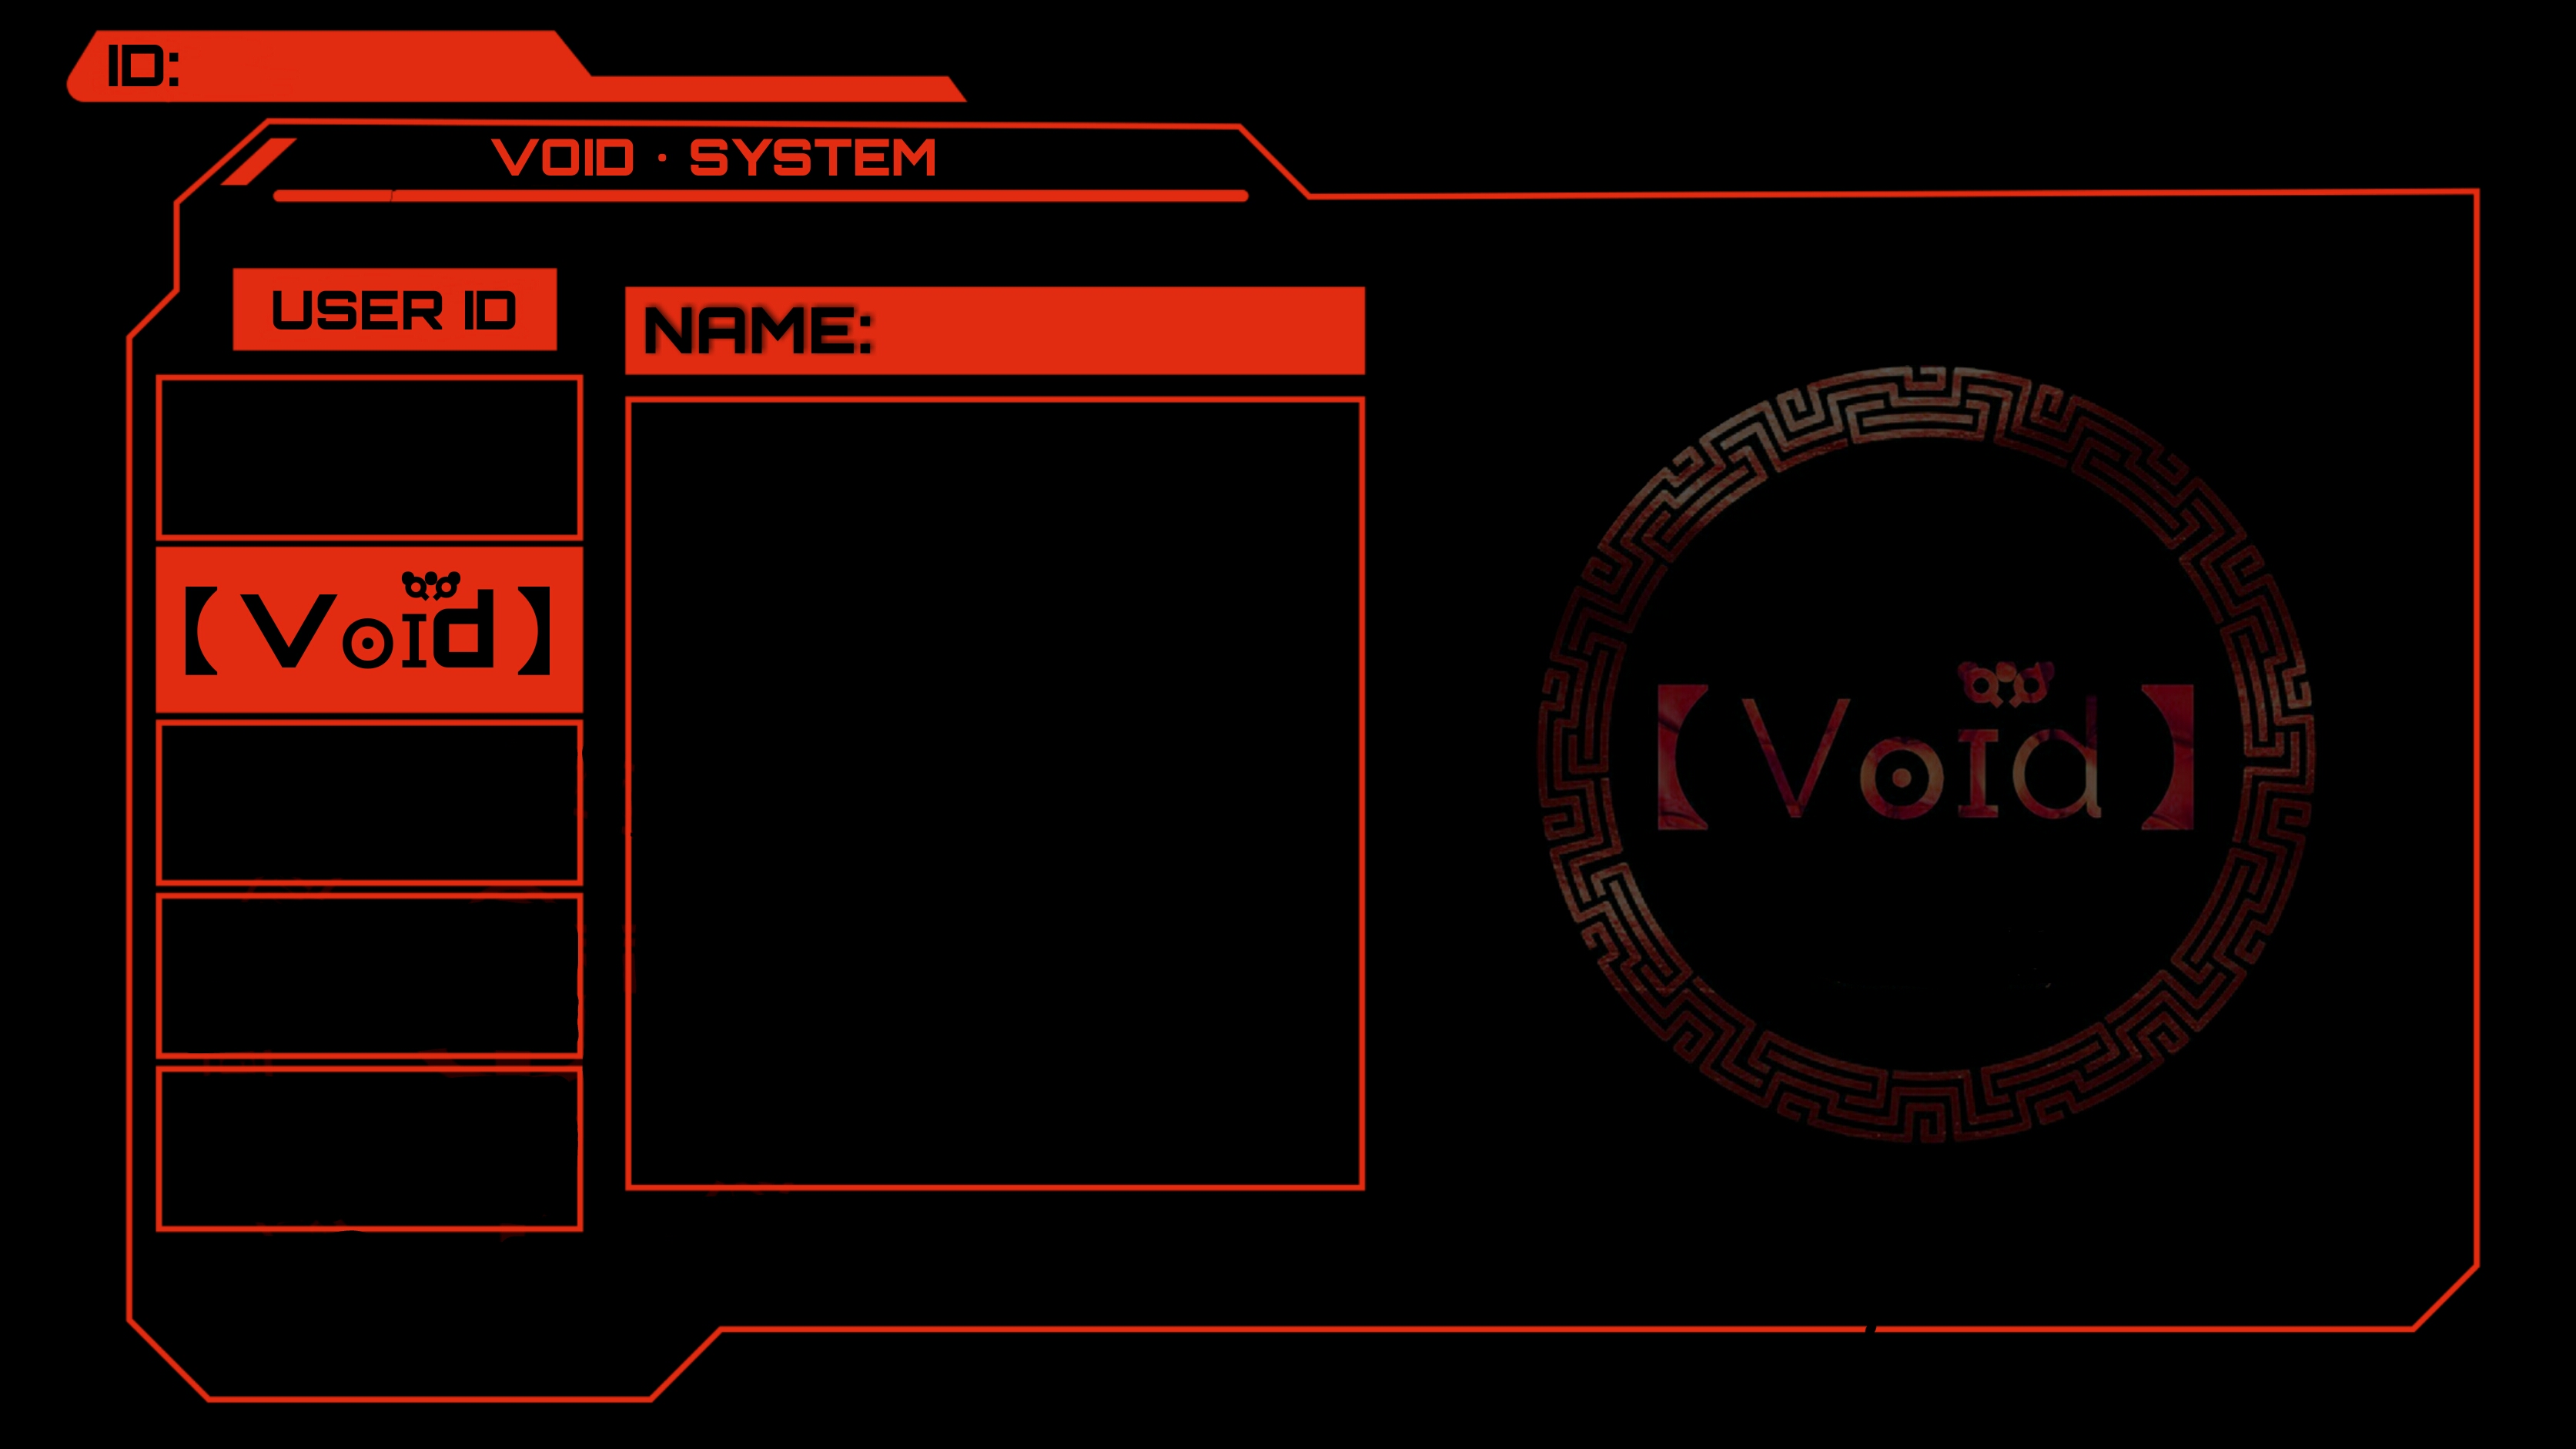 ID:
VOID · SYSTEM
USER ID
NAME:
【Void】
【Void】